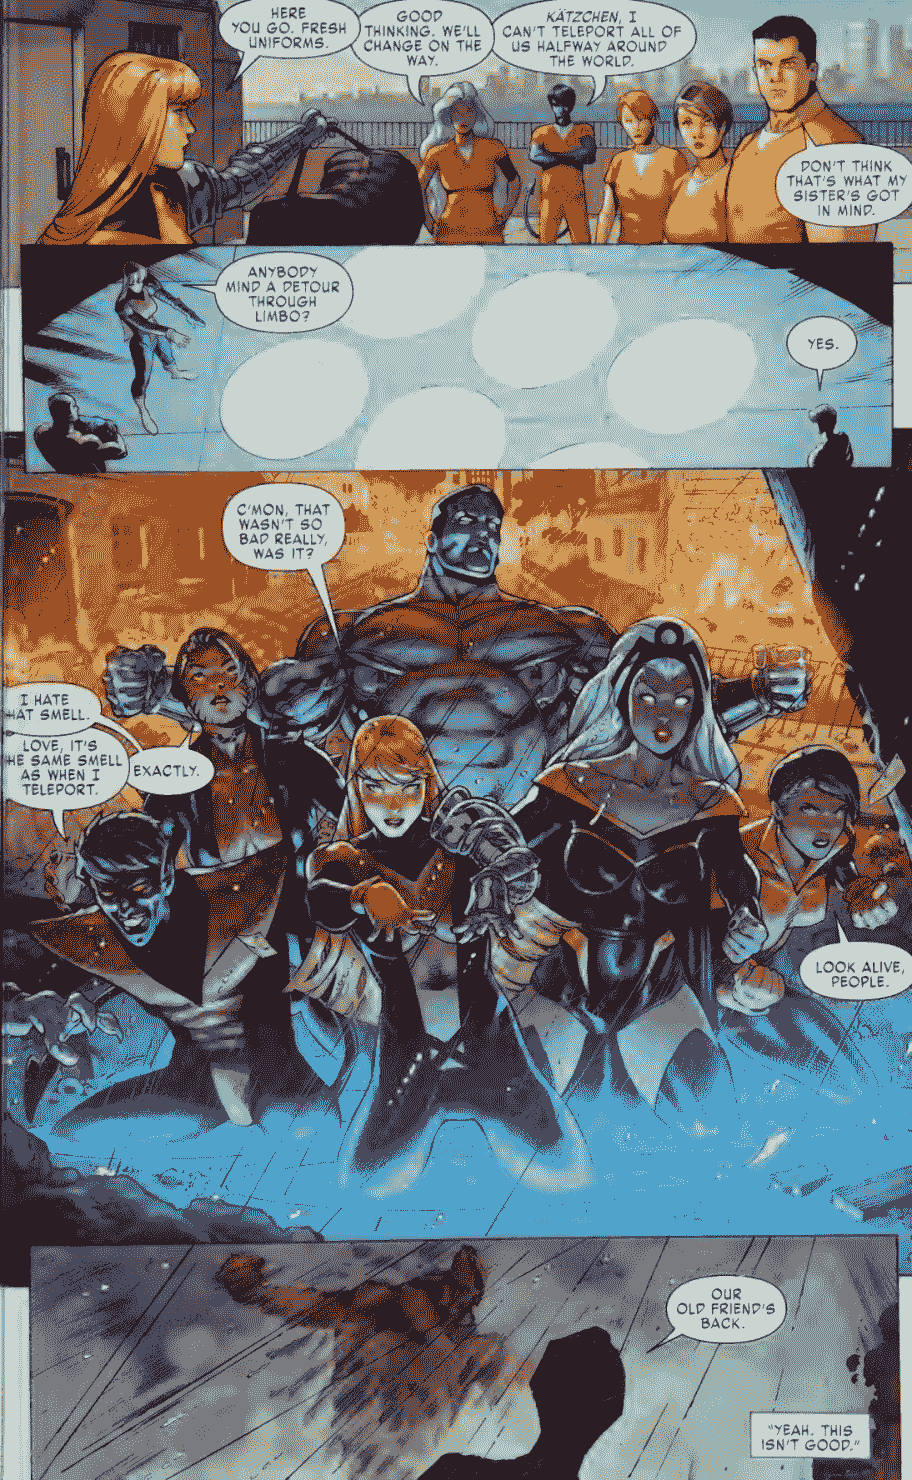 HERE
YOU GO. FRESH
UNIFORMS.
GOOD
THINKING. WE'LL
CHANGE ON THE
WAY.
KÄTZCHEN, I
CAN'T TELEPORT ALL OF
US HALFWAY AROUND
THE WORLD.
DON'T THINK
THAT'S WHAT MY
SISTER'S GOT
IN MIND.
ANYBODY
MIND A DETOUR
THROUGH
LIMBO?
YES.
C'MON, THAT
WASN'T SO
BAD REALLY,
WAS IT?
I HATE
HAT SMELL.
LOVE, IT'S
HE SAME SMELL
AS WHEN I
TELEPORT.
EXACTLY.
LOOK ALIVE,
PEOPLE.
OUR
OLD FRIEND'S
BACK.
"YEAH. THIS
ISN'T GOOD."